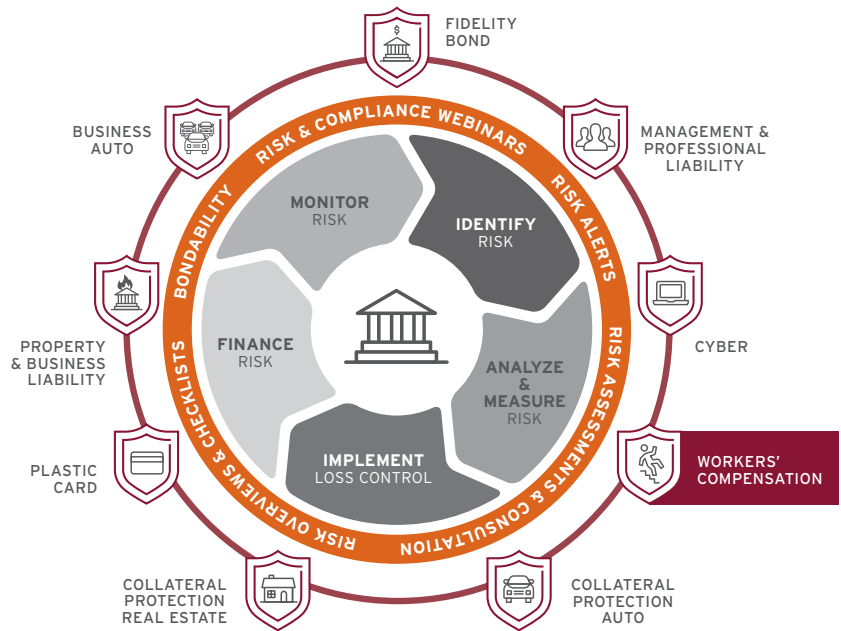 FIDELITY
BOND
BUSINESS
AUTO
MANAGEMENT &
PROFESSIONAL
LIABILITY
RISK & COMPLIANCE WEBINARS
RISK ALERTS
RISK ASSESSMENTS & CONSULTATION
RISK OVERVIEWS & CHECKLISTS
BONDABILITY
MONITOR
RISK
IDENTIFY
RISK
FINANCE
RISK
ANALYZE
&
MEASURE
RISK
IMPLEMENT
LOSS CONTROL
PROPERTY
& BUSINESS
LIABILITY
CYBER
PLASTIC
CARD
WORKERS’
COMPENSATION
COLLATERAL
PROTECTION
REAL ESTATE
COLLATERAL
PROTECTION
AUTO
$